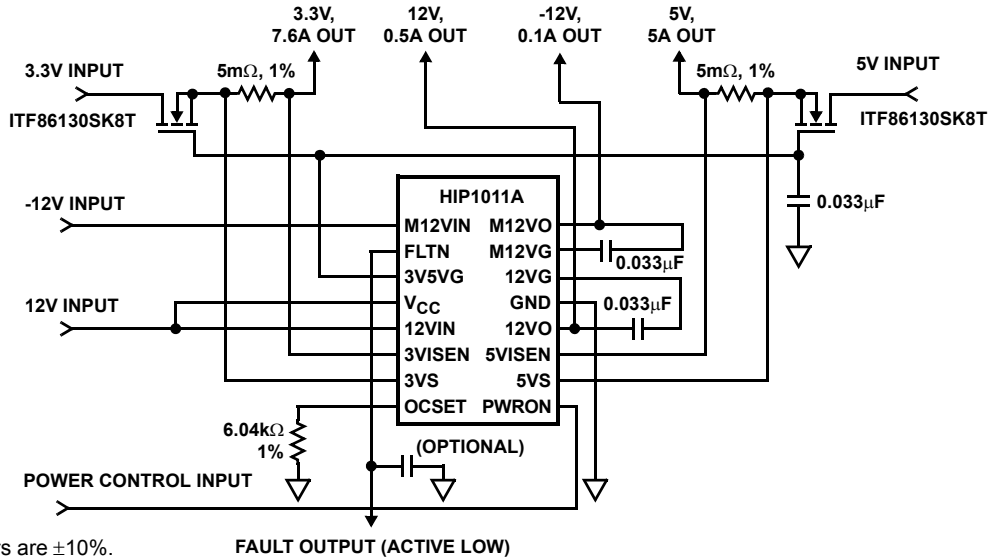 3.3V,
7.6A OUT
12V,
0.5A OUT
-12V,
0.1A OUT
5V,
5A OUT
3.3V INPUT
5mΩ, 1%
5mΩ, 1%
5V INPUT
ITF86130SK8T
ITF86130SK8T
HIP1011A
-12V INPUT
0.033μF
M12VIN M12VO
FLTN M12VG
0.033μF
3V5VG 12VG
12V INPUT
VCC GND
0.033μF
12VIN 12VO
3VISEN 5VISEN
3VS 5VS
OCSET PWRON
6.04kΩ
1%
(OPTIONAL)
POWER CONTROL INPUT
rs are ±10%.
FAULT OUTPUT (ACTIVE LOW)